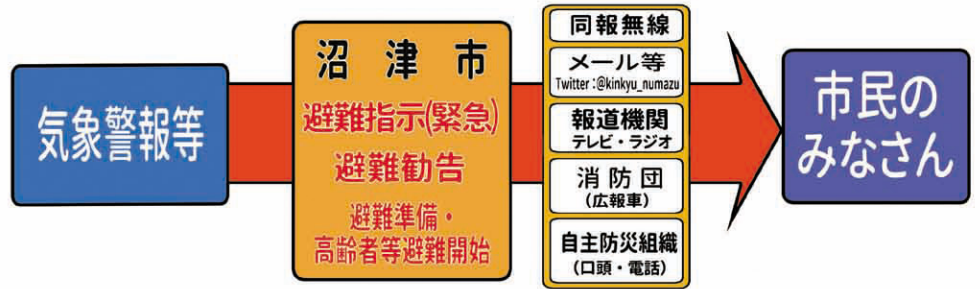 気象警報等
沼津市
避難指示(緊急)
避難勧告
避難準備・
高齢者等避難開始
同報無線
メール等
Twitter:@kinkyu_numazu
報道機関
テレビ・ラジオ
消防団
(広報車)
自主防災組織
(口頭・電話)
市民の
みなさん